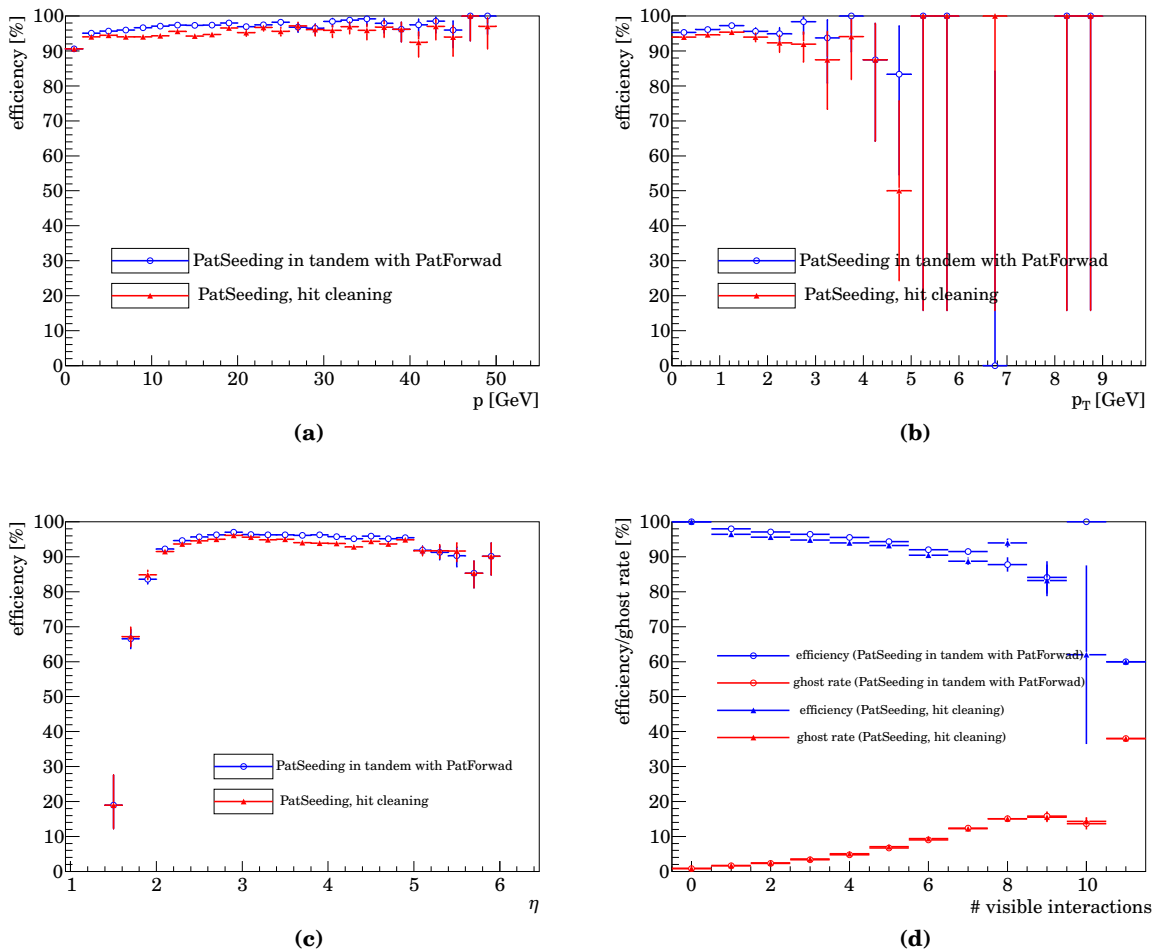 efficiency [%]
100
90
80
70
60
50
40
30
20
10
0
PatSeeding in tandem with PatForwad
PatSeeding, hit cleaning
0 10 20 30 40 50
p [GeV]
(a)
efficiency [%]
100
90
80
70
60
50
40
30
20
10
0
PatSeeding in tandem with PatForwad
PatSeeding, hit cleaning
0 1 2 3 4 5 6 7 8 9
pT [GeV]
(b)
efficiency [%]
100
90
80
70
60
50
40
30
20
10
0
PatSeeding in tandem with PatForwad
PatSeeding, hit cleaning
1 2 3 4 5 6
η
(c)
efficiency/ghost rate [%]
100
90
80
70
60
50
40
30
20
10
0
efficiency (PatSeeding in tandem with PatForwad)
ghost rate (PatSeeding in tandem with PatForwad)
efficiency (PatSeeding, hit cleaning)
ghost rate (PatSeeding, hit cleaning)
0 2 4 6 8 10
# visible interactions
(d)